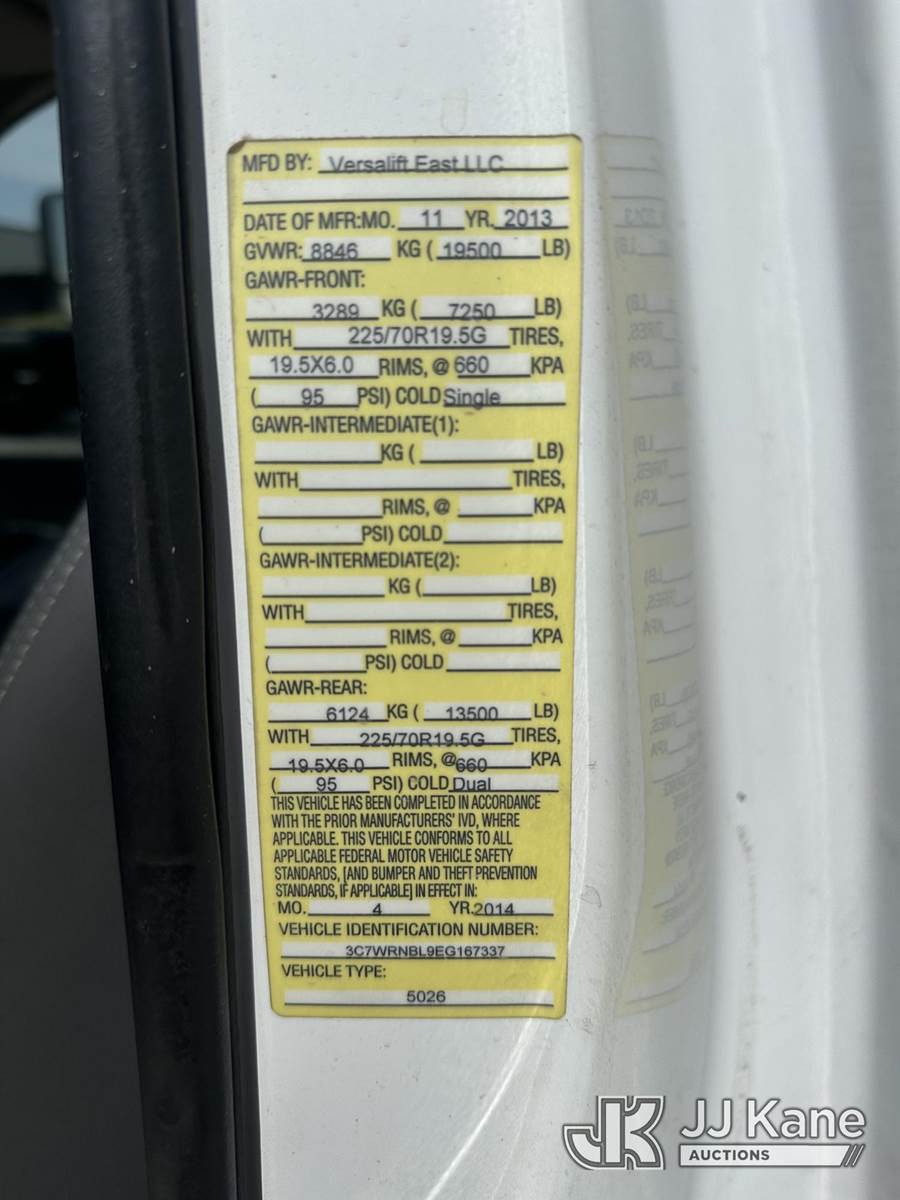 MFD BY: Versalift East LLC
DATE OF MFR:MO. 11 YR. 2013
GVWR: 8846 KG ( 19500 LB)
GAWR-FRONT:
3289 KG ( 7250 LB)
WITH 225/70R19.5G TIRES,
19.5X6.0 RIMS, @ 660 KPA
( 95 PSI) COLD Single
GAWR-INTERMEDIATE(1):
KG ( LB)
WITH TIRES,
RIMS, @ KPA
( PSI) COLD
GAWR-INTERMEDIATE(2):
KG ( LB)
WITH TIRES,
RIMS, @ KPA
( PSI) COLD
GAWR-REAR:
6124 KG ( 13500 LB)
WITH 225/70R19.5G TIRES,
19.5X6.0 RIMS, @ 660 KPA
( 95 PSI) COLD Dual
THIS VEHICLE HAS BEEN COMPLETED IN ACCORDANCE
WITH THE PRIOR MANUFACTURERS' IVD, WHERE
APPLICABLE. THIS VEHICLE CONFORMS TO ALL
APPLICABLE FEDERAL MOTOR VEHICLE SAFETY
STANDARDS, [AND BUMPER AND THEFT PREVENTION
STANDARDS, IF APPLICABLE] IN EFFECT IN:
MO. 4 YR. 2014
VEHICLE IDENTIFICATION NUMBER:
3C7WRNBL9EG167337
VEHICLE TYPE:
5026
JK JJ Kane
AUCTIONS